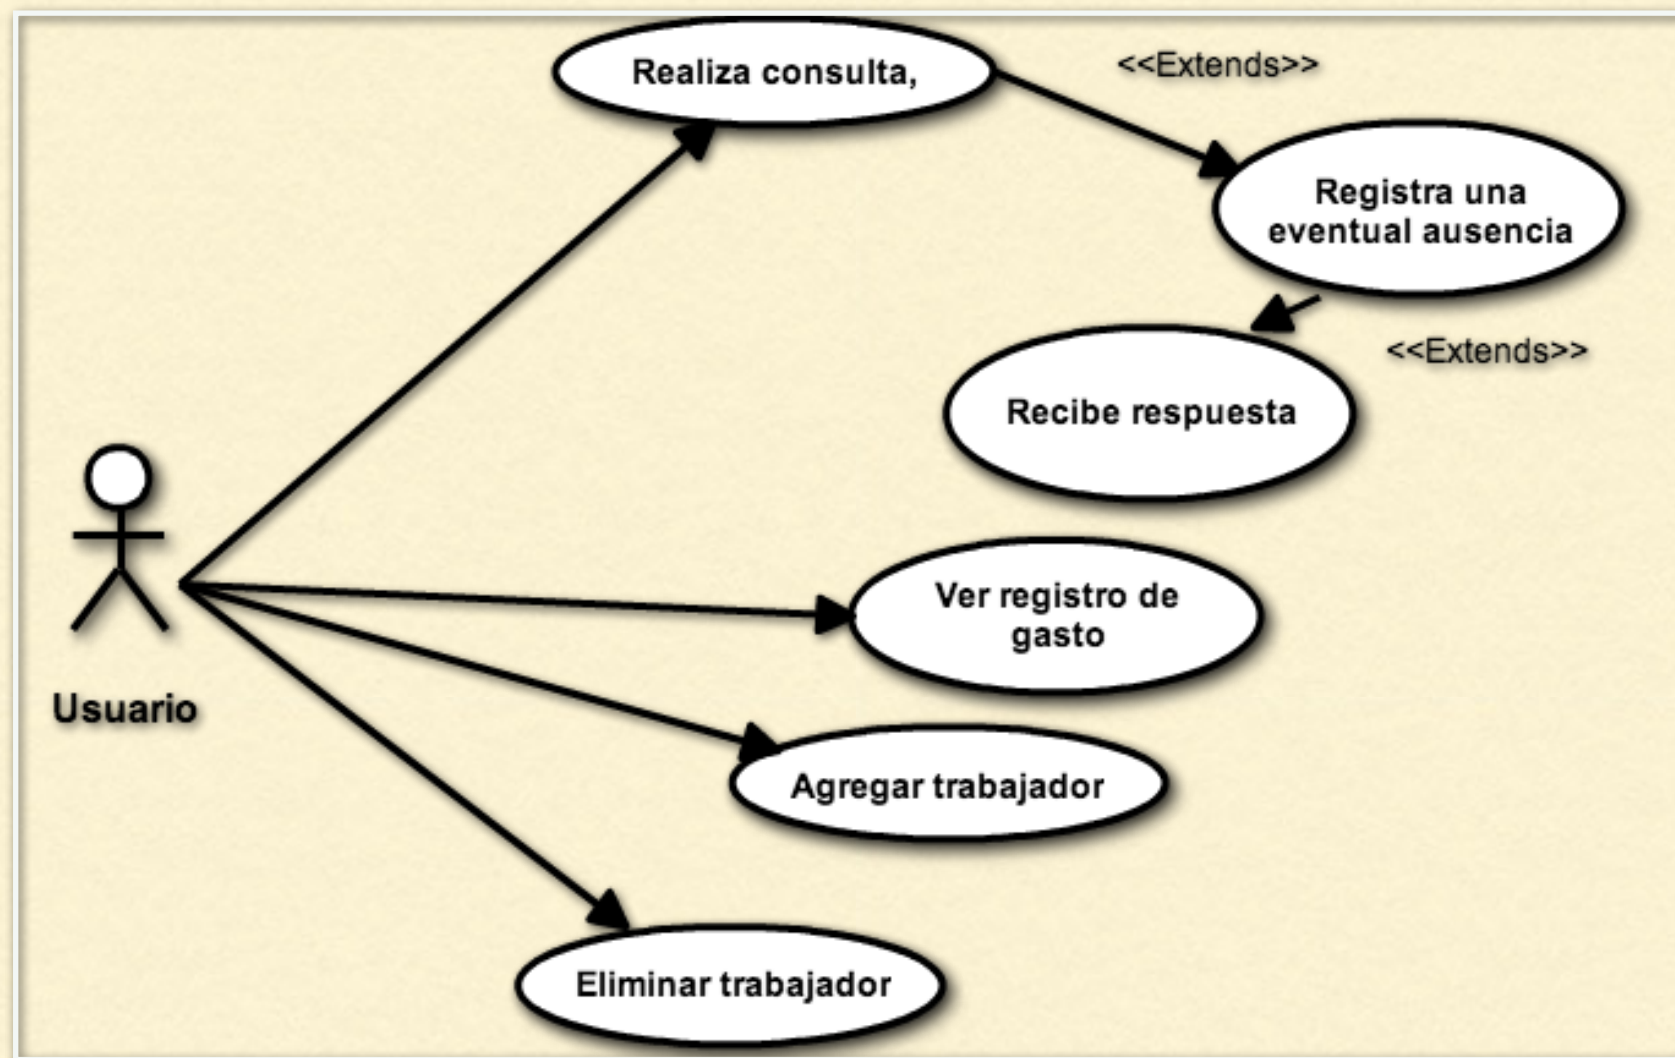 Realiza consulta,
<<Extends>>
Registra una
eventual ausencia
<<Extends>>
Recibe respuesta
Ver registro de
gasto
Usuario
Agregar trabajador
Eliminar trabajador